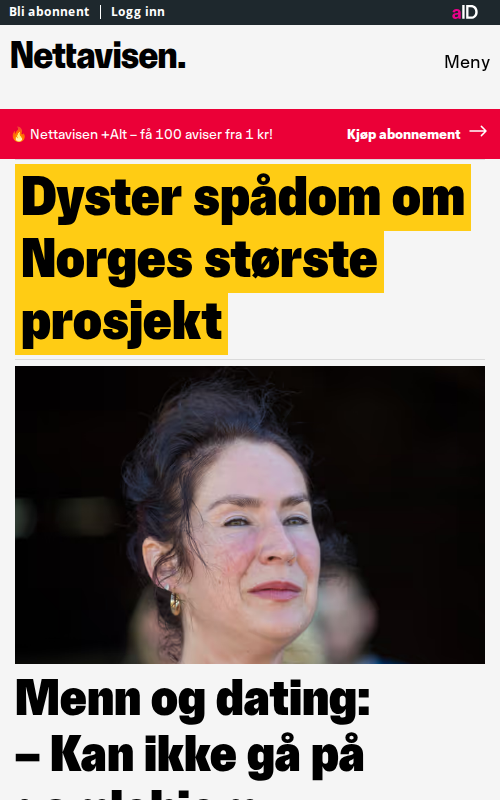 Bli abonnent | Logg inn
aID
Nettavisen.
Meny
🔥 Nettavisen +Alt – få 100 aviser fra 1 kr!
Kjøp abonnement →
Dyster spådom om
Norges største
prosjekt
Menn og dating:
– Kan ikke gå på